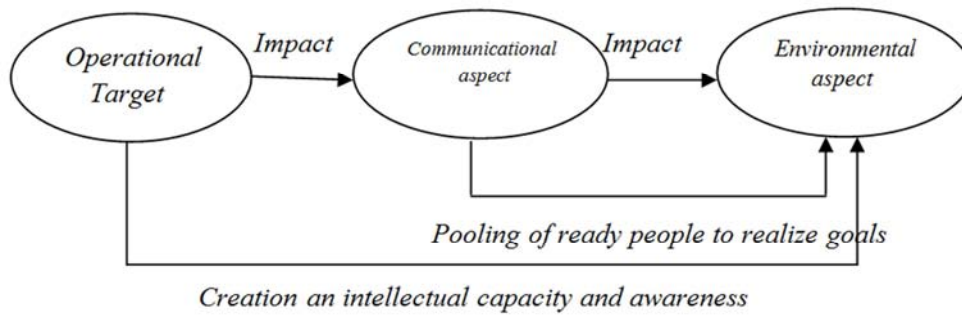 Operational
Target
Impact
Communicational
aspect
Impact
Environmental
aspect
Pooling of ready people to realize goals
Creation an intellectual capacity and awareness